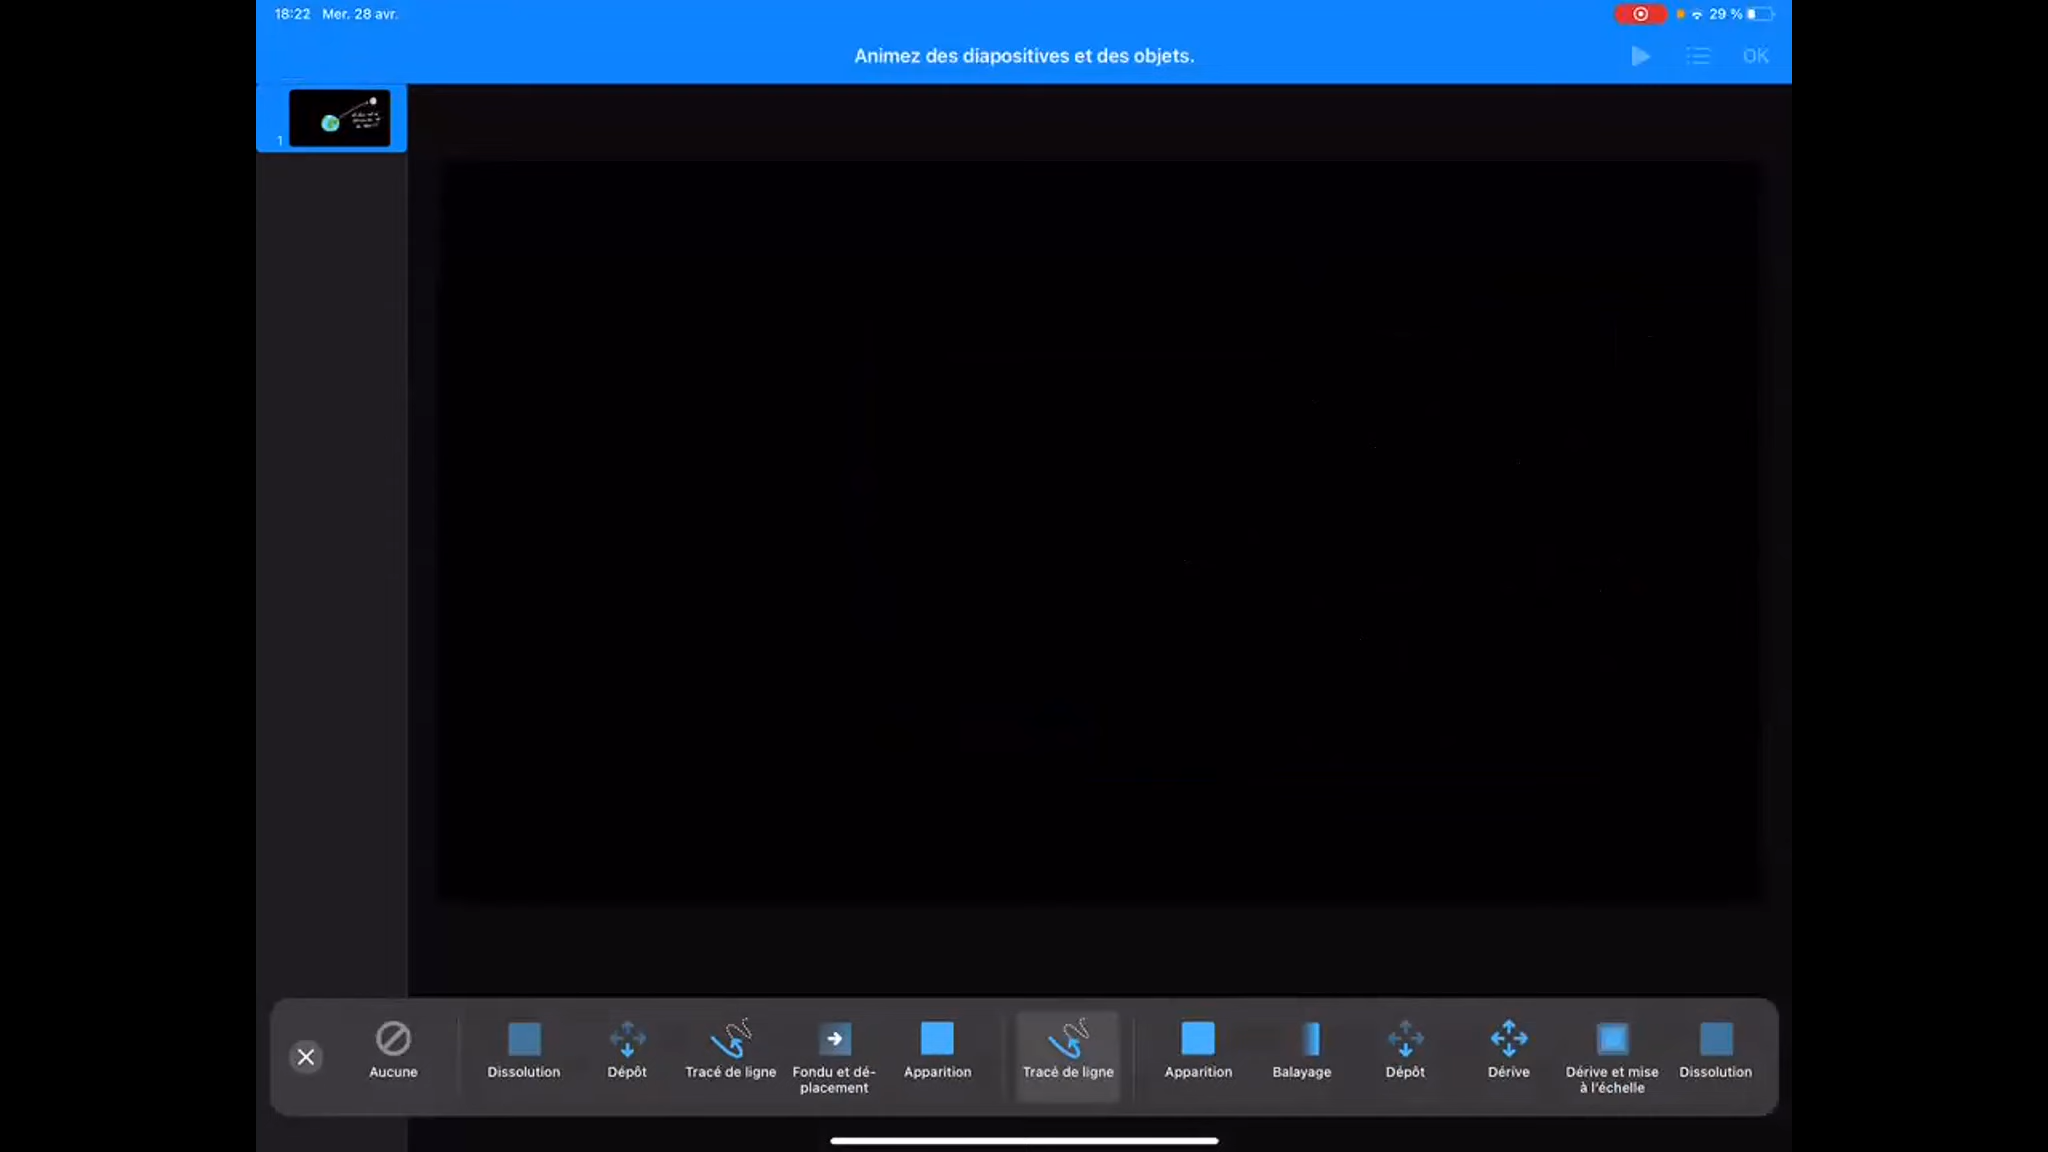 18:22 Mer. 28 avr.
29 %
Animez des diapositives et des objets.
OK
1
Aucune
Dissolution
Dépôt
Tracé de ligne
Fondu et dé-
placement
Apparition
Tracé de ligne
Apparition
Balayage
Dépôt
Dérive
Dérive et mise
à l'échelle
Dissolution